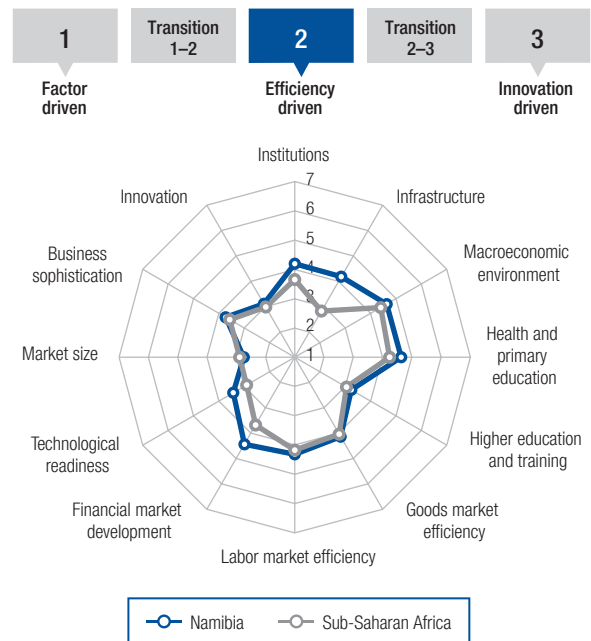 1
Transition
1–2
2
Transition
2–3
3
Factor
driven
Efficiency
driven
Innovation
driven
Institutions
Infrastructure
Macroeconomic
environment
Health and
primary
education
Higher education
and training
Goods market
efficiency
Labor market efficiency
Financial market
development
Technological
readiness
Market size
Business
sophistication
Innovation
7
6
5
4
3
2
1
Namibia
Sub-Saharan Africa